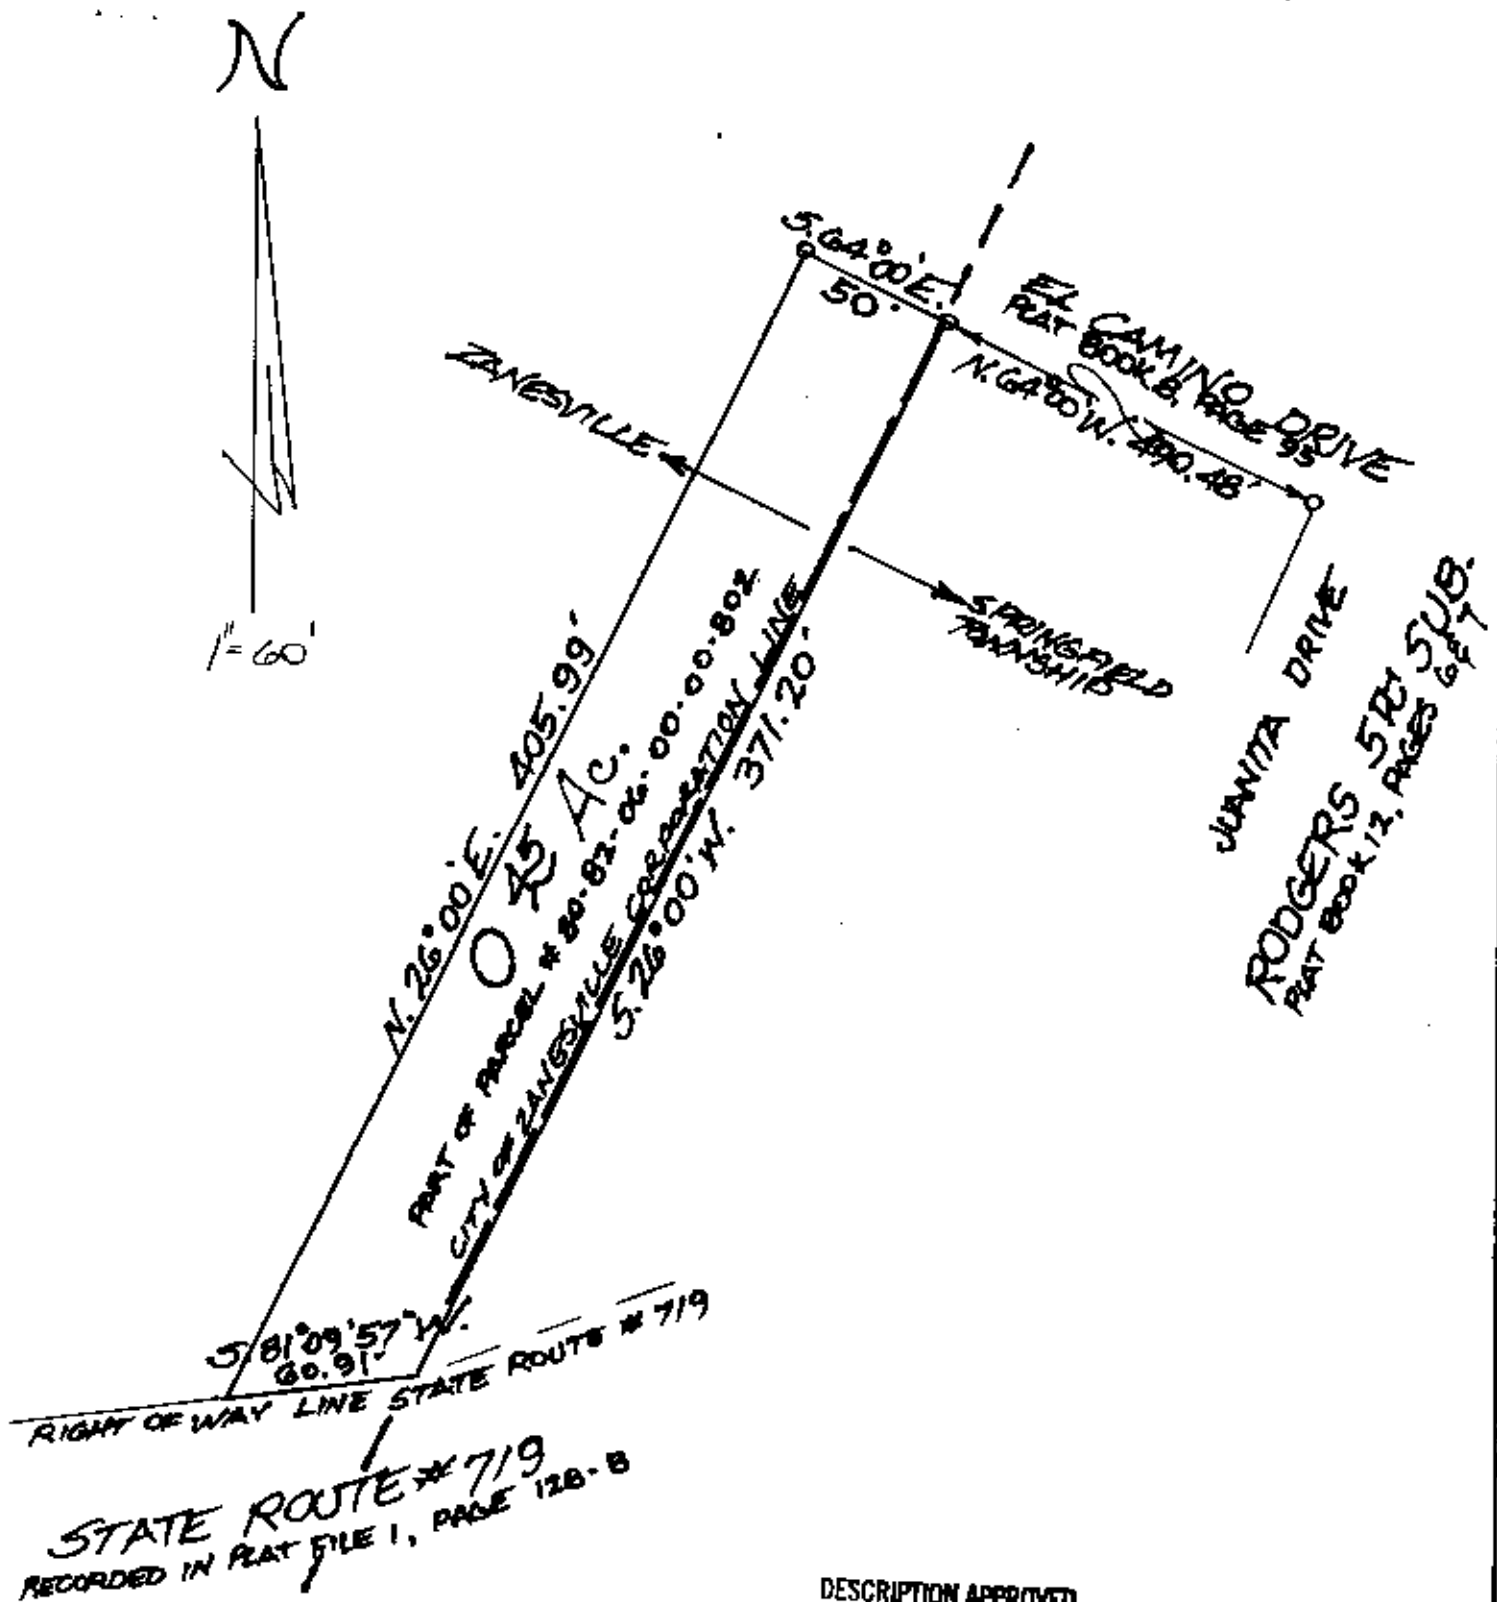 N
1" = 60'
S. 64° 00' E.
50'
EL CAMINO DRIVE
PLAT BOOK 8, PAGE 95
N. 64° 00' W. 490.48'
ZANESVILLE
SPRINGFIELD
TOWNSHIP
JUANITA DRIVE
RODGERS SUB.
PLAT BOOK 12, PAGES 6 & 7
N. 26° 00' E. 405.99'
0.45 Ac.
PART OF PARCEL # 80-82-06-00-00-802
CITY OF ZANESVILLE CORPORATION LINE
S. 26° 00' W. 371.20'
S. 81° 09' 57" W.
60.91'
RIGHT OF WAY LINE STATE ROUTE # 719
STATE ROUTE # 719
RECORDED IN PLAT FILE 1, PAGE 128-B
DESCRIPTION APPROVED